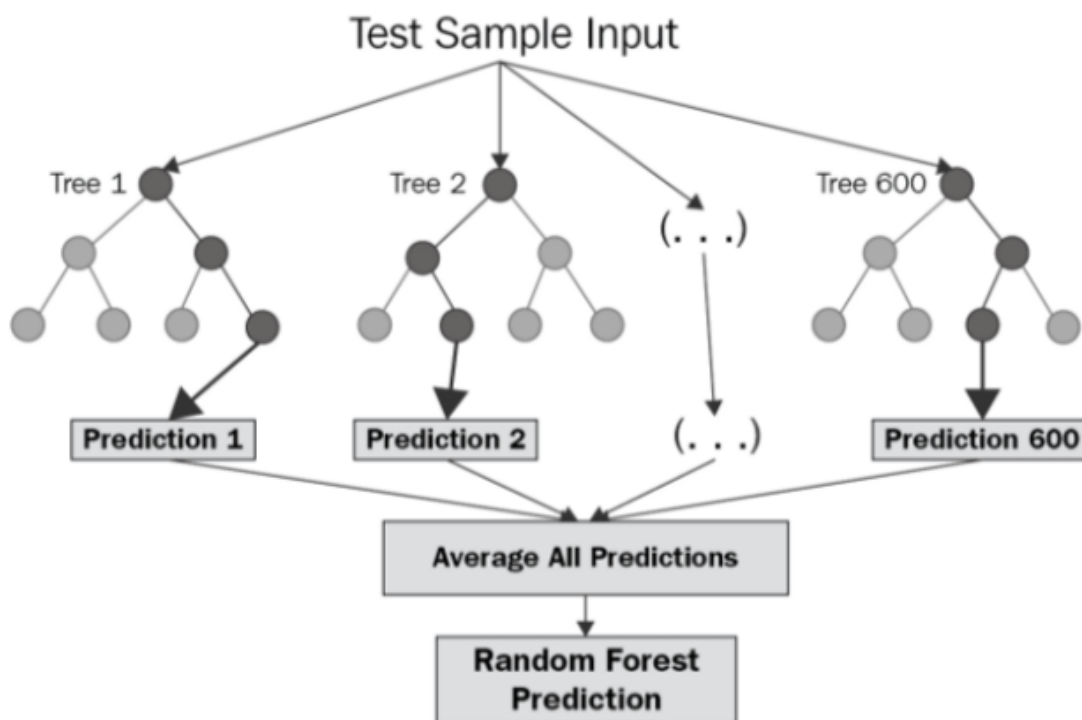 Test Sample Input
Tree 1
Tree 2
Tree 600
(. . .)
Prediction 1
Prediction 2
(. . .)
Prediction 600
Average All Predictions
Random Forest
Prediction